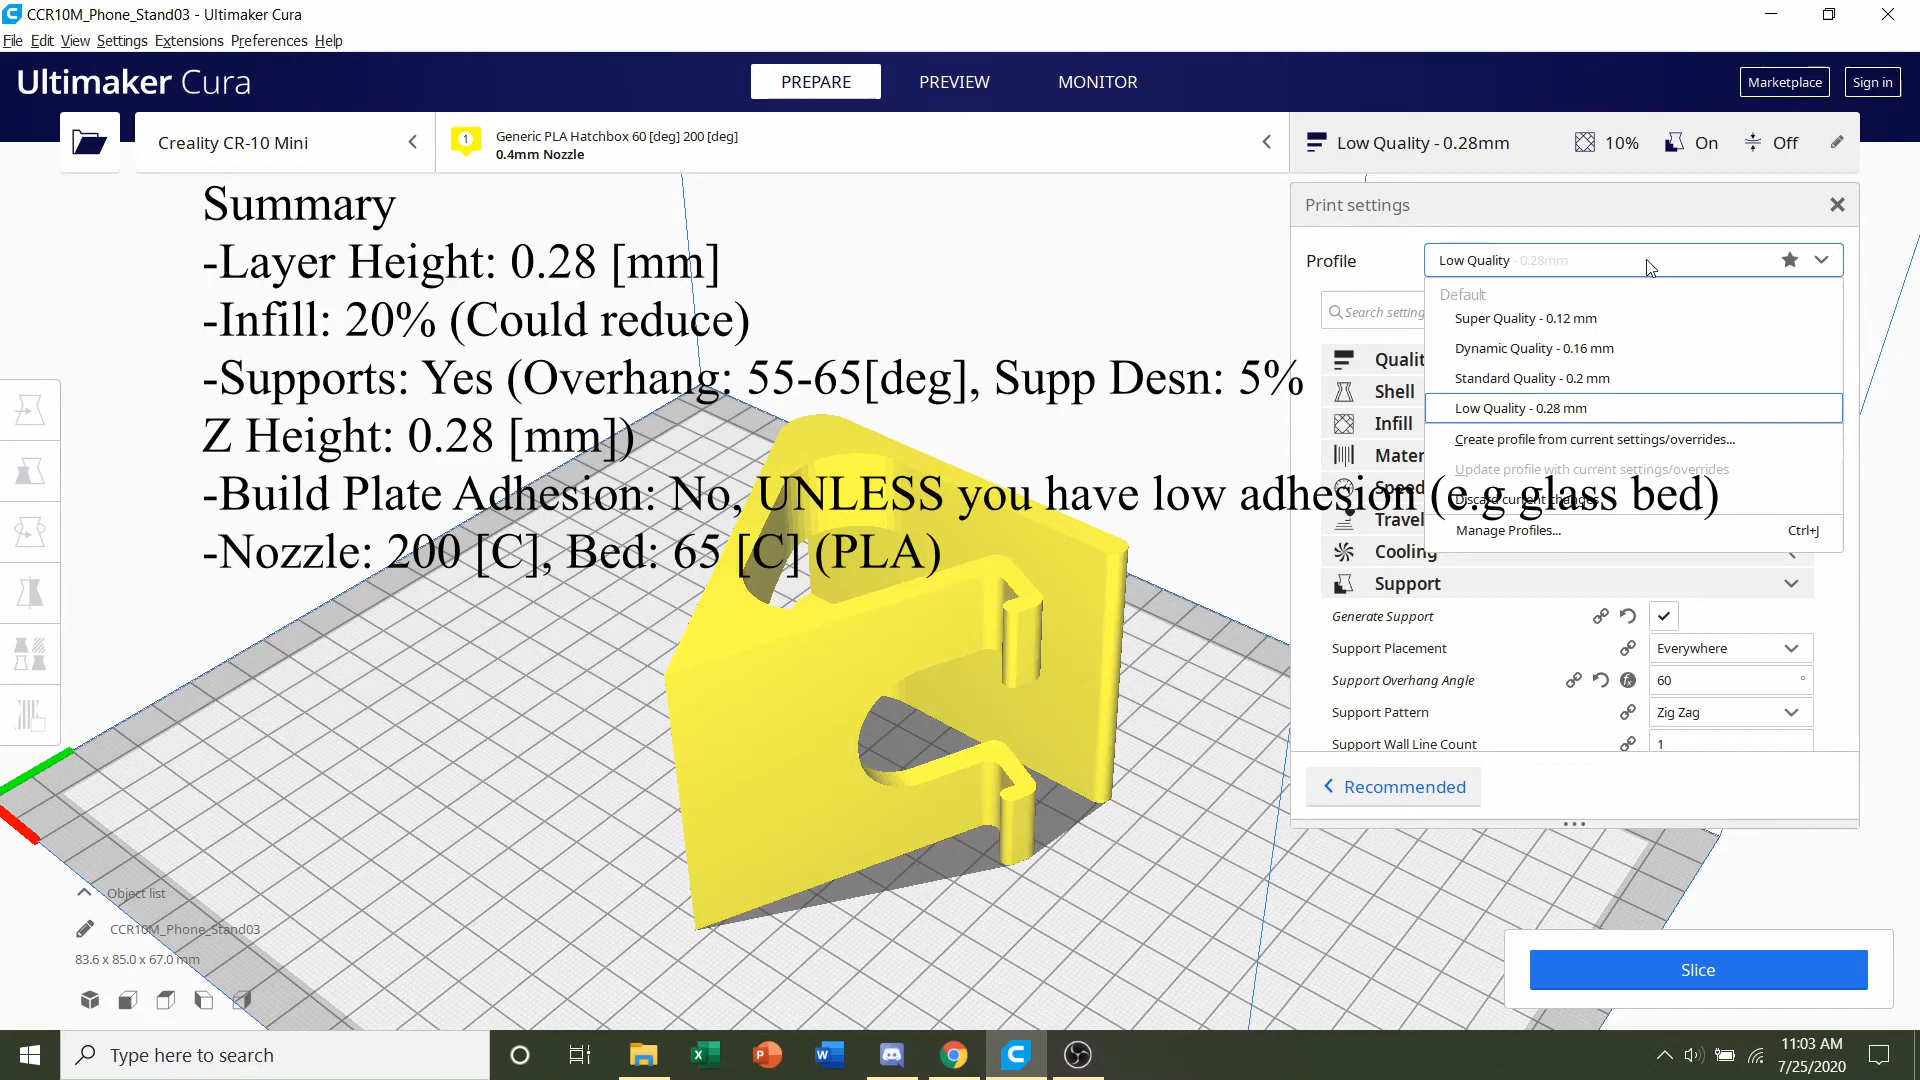 CCR10M_Phone_Stand03 - Ultimaker Cura
File Edit View Settings Extensions Preferences Help
Ultimaker Cura
PREPARE
PREVIEW
MONITOR
Marketplace
Sign in
Creality CR-10 Mini
1
Generic PLA Hatchbox 60 [deg] 200 [deg]
0.4mm Nozzle
Low Quality - 0.28mm
10%
On
Off
Summary
-Layer Height: 0.28 [mm]
-Infill: 20% (Could reduce)
-Supports: Yes (Overhang: 55-65[deg], Supp Desn: 5%
Z Height: 0.28 [mm])
-Build Plate Adhesion: No, UNLESS you have low adhesion (e.g glass bed)
-Nozzle: 200 [C], Bed: 65 [C] (PLA)
Print settings
Profile
Low Quality - 0.28mm
Default
Super Quality - 0.12 mm
Dynamic Quality - 0.16 mm
Standard Quality - 0.2 mm
Low Quality - 0.28 mm
Create profile from current settings/overrides...
Update profile with current settings/overrides
Discard current changes
Manage Profiles... Ctrl+J
Search setting
Qualit
Shell
Infill
Mater
Speed
Travel
Cooling
Support
Generate Support
Support Placement Everywhere
Support Overhang Angle 60 °
Support Pattern Zig Zag
Support Wall Line Count 1
Recommended
Object list
CCR10M_Phone_Stand03
83.6 x 85.0 x 67.0 mm
Slice
Type here to search
11:03 AM
7/25/2020